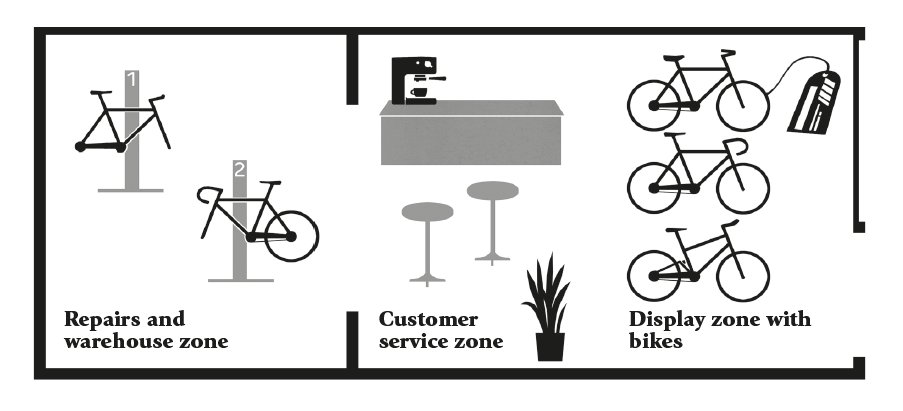 1
2
Repairs and
warehouse zone
Customer
service zone
Display zone with
bikes